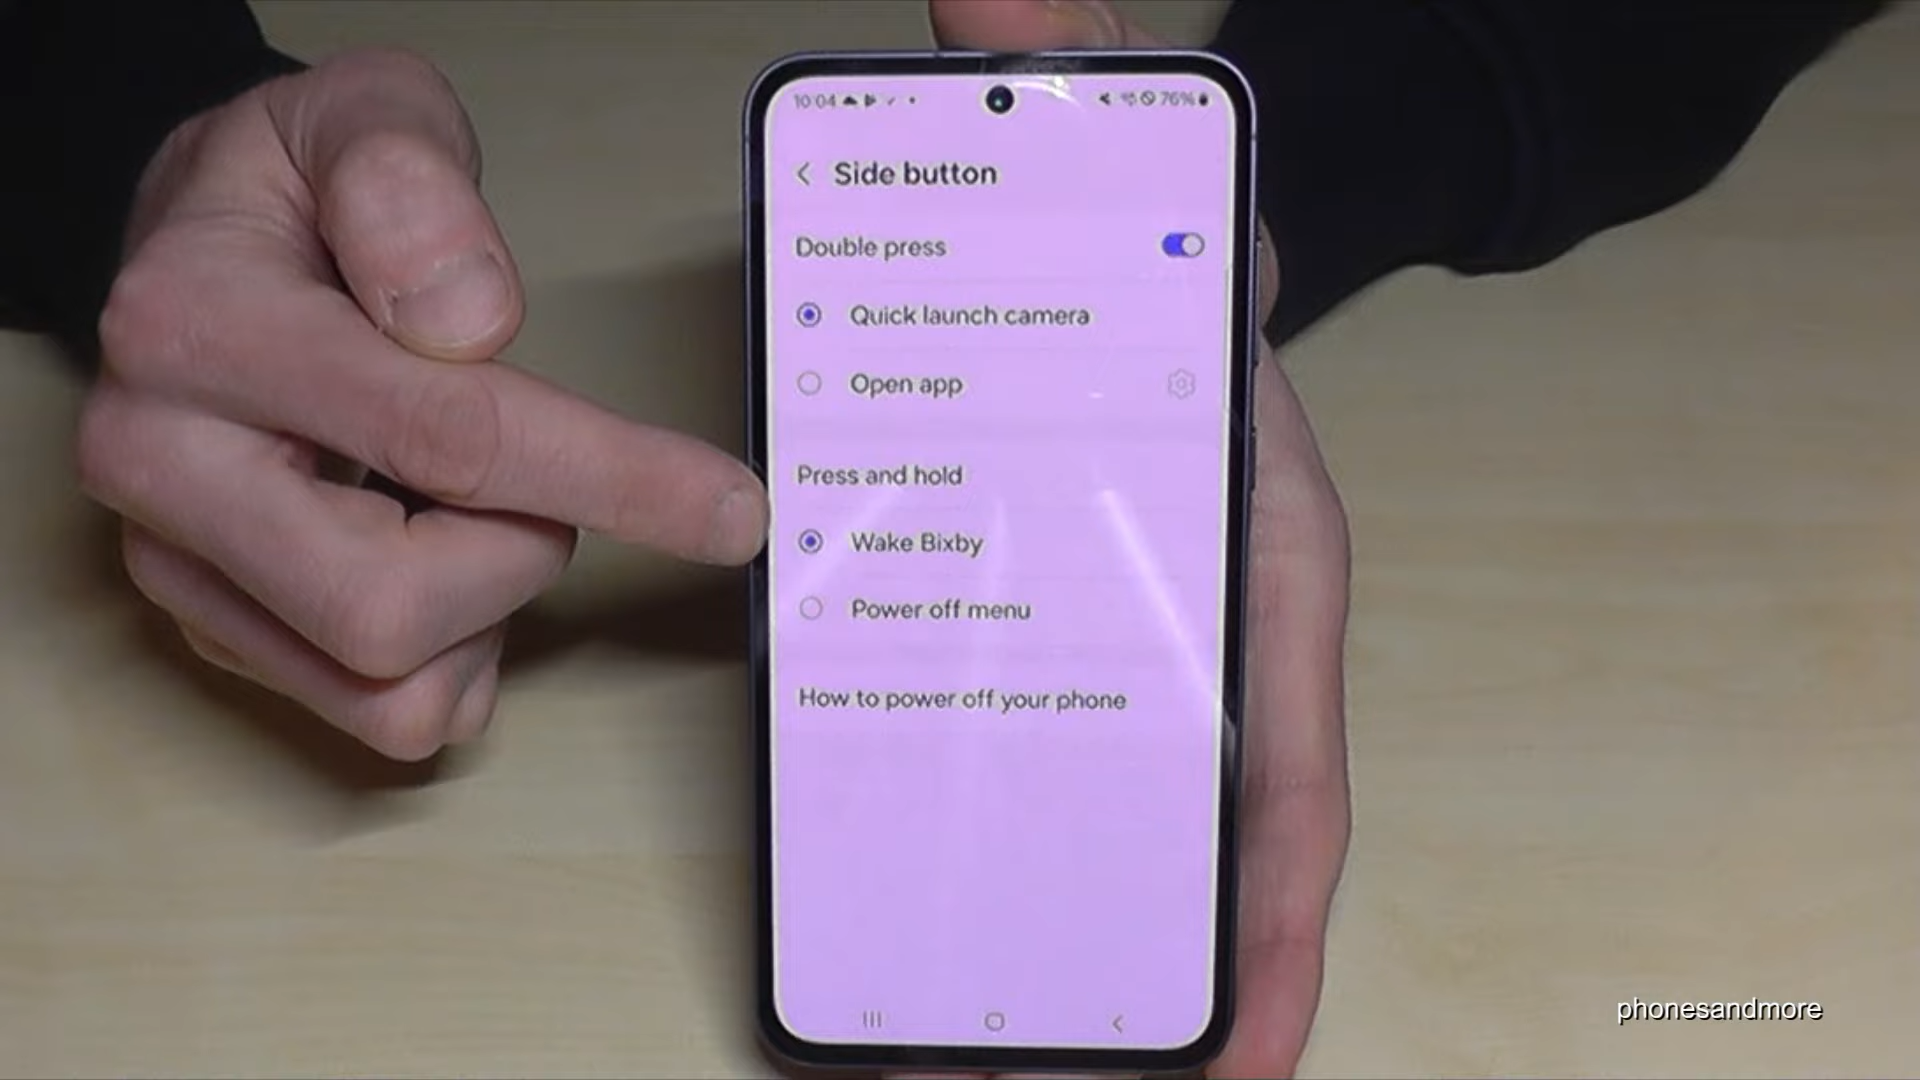 10:04 76%
Side button
Double press
Quick launch camera
Open app
Press and hold
Wake Bixby
Power off menu
How to power off your phone
phonesandmore